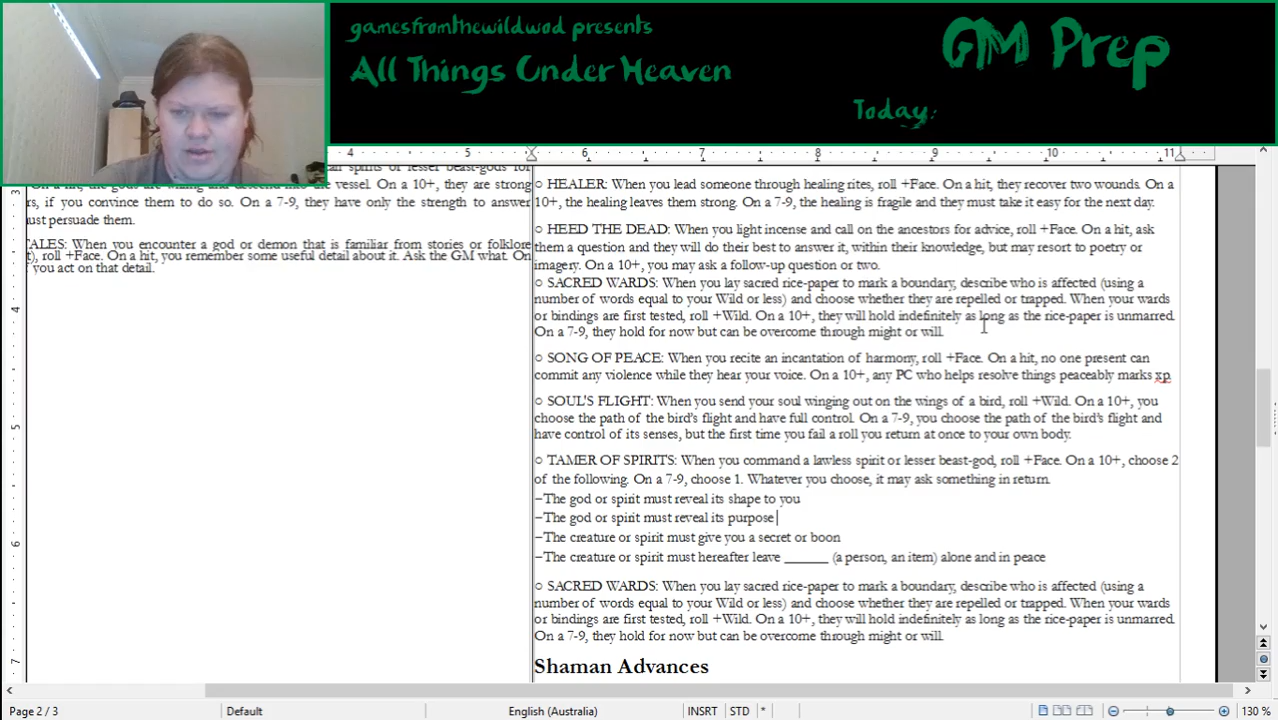 gamesfromthewildwod presents
All Things Under Heaven
GM Prep
Today:
4 5 6 7 8 9 10 11
an spirits or lesser beast-gods for
On a hit, the gods are willing and descend into the vessel. On a 10+, they are strong
rs, if you convince them to do so. On a 7-9, they have only the strength to answer
ust persuade them.
TALES: When you encounter a god or demon that is familiar from stories or folklore
t), roll +Face. On a hit, you remember some useful detail about it. Ask the GM what. On
f you act on that detail.
○ HEALER: When you lead someone through healing rites, roll +Face. On a hit, they recover two wounds. On a
10+, the healing leaves them strong. On a 7-9, the healing is fragile and they must take it easy for the next day.
○ HEED THE DEAD: When you light incense and call on the ancestors for advice, roll +Face. On a hit, ask
them a question and they will do their best to answer it, within their knowledge, but may resort to poetry or
imagery. On a 10+, you may ask a follow-up question or two.
○ SACRED WARDS: When you lay sacred rice-paper to mark a boundary, describe who is affected (using a
number of words equal to your Wild or less) and choose whether they are repelled or trapped. When your wards
or bindings are first tested, roll +Wild. On a 10+, they will hold indefinitely as long as the rice-paper is unmarred.
On a 7-9, they hold for now but can be overcome through might or will.
○ SONG OF PEACE: When you recite an incantation of harmony, roll +Face. On a hit, no one present can
commit any violence while they hear your voice. On a 10+, any PC who helps resolve things peaceably marks xp.
○ SOUL'S FLIGHT: When you send your soul winging out on the wings of a bird, roll +Wild. On a 10+, you
choose the path of the bird's flight and have full control. On a 7-9, you choose the path of the bird's flight and
have control of its senses, but the first time you fail a roll you return at once to your own body.
○ TAMER OF SPIRITS: When you command a lawless spirit or lesser beast-god, roll +Face. On a 10+, choose 2
of the following. On a 7-9, choose 1. Whatever you choose, it may ask something in return.
–The god or spirit must reveal its shape to you
–The god or spirit must reveal its purpose
–The creature or spirit must give you a secret or boon
–The creature or spirit must hereafter leave ______ (a person, an item) alone and in peace
○ SACRED WARDS: When you lay sacred rice-paper to mark a boundary, describe who is affected (using a
number of words equal to your Wild or less) and choose whether they are repelled or trapped. When your wards
or bindings are first tested, roll +Wild. On a 10+, they will hold indefinitely as long as the rice-paper is unmarred.
On a 7-9, they hold for now but can be overcome through might or will.
Shaman Advances
3
4
5
6
7
Page 2 / 3 Default English (Australia) INSRT STD * 130 %